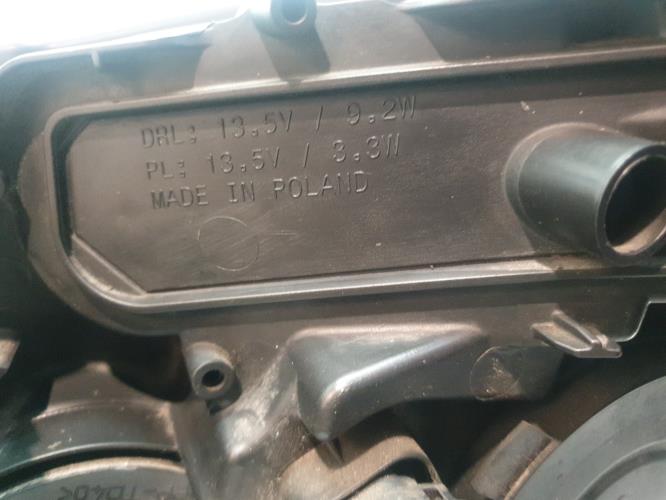 DRL: 13.5V / 9.2W
PL: 13.5V / 3.3W
MADE IN POLAND